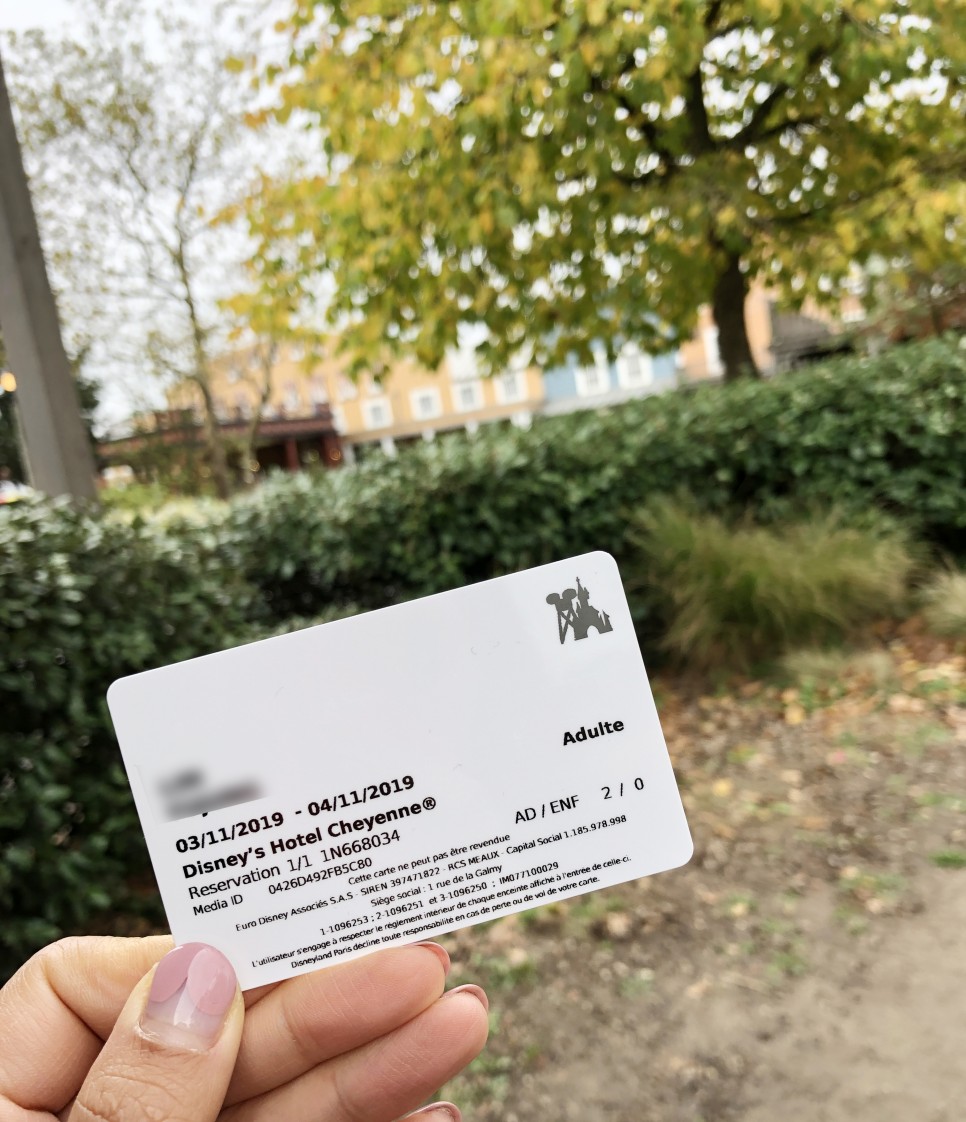 Adulte
03/11/2019 - 04/11/2019
Disney's Hotel Cheyenne®
AD / ENF 2 / 0
Reservation 1/1 1N668034
Media ID 0426D492FB5C80
Cette carte ne peut pas être revendue
Euro Disney Associés S.A.S - SIREN 397471822 - RCS MEAUX - Capital Social 1.185.978.998
Siège social : 1 rue de la Galmy
1-1096253 ; 2-1096251 et 3-1096250 ; IM077100029
L'utilisateur s'engage à respecter le règlement intérieur de chaque enceinte affiché à l'entrée de celle-ci.
Disneyland Paris décline toute responsabilité en cas de perte ou de vol de votre carte.